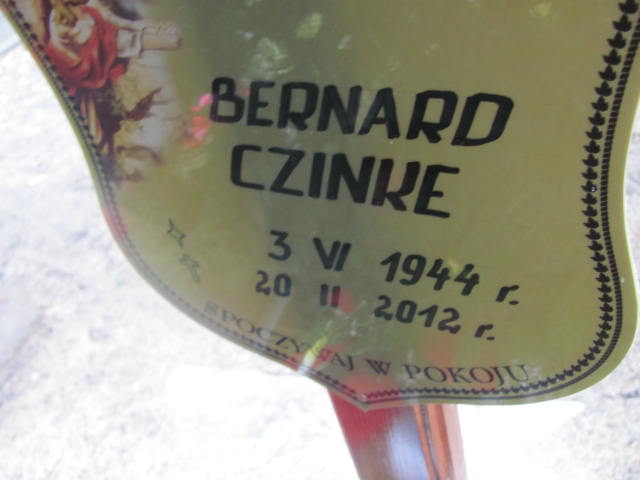 BERNARD
CZINKE
3 VI 1944 r.
20 II 2012 r.
SPOCZYWAJ W POKOJU